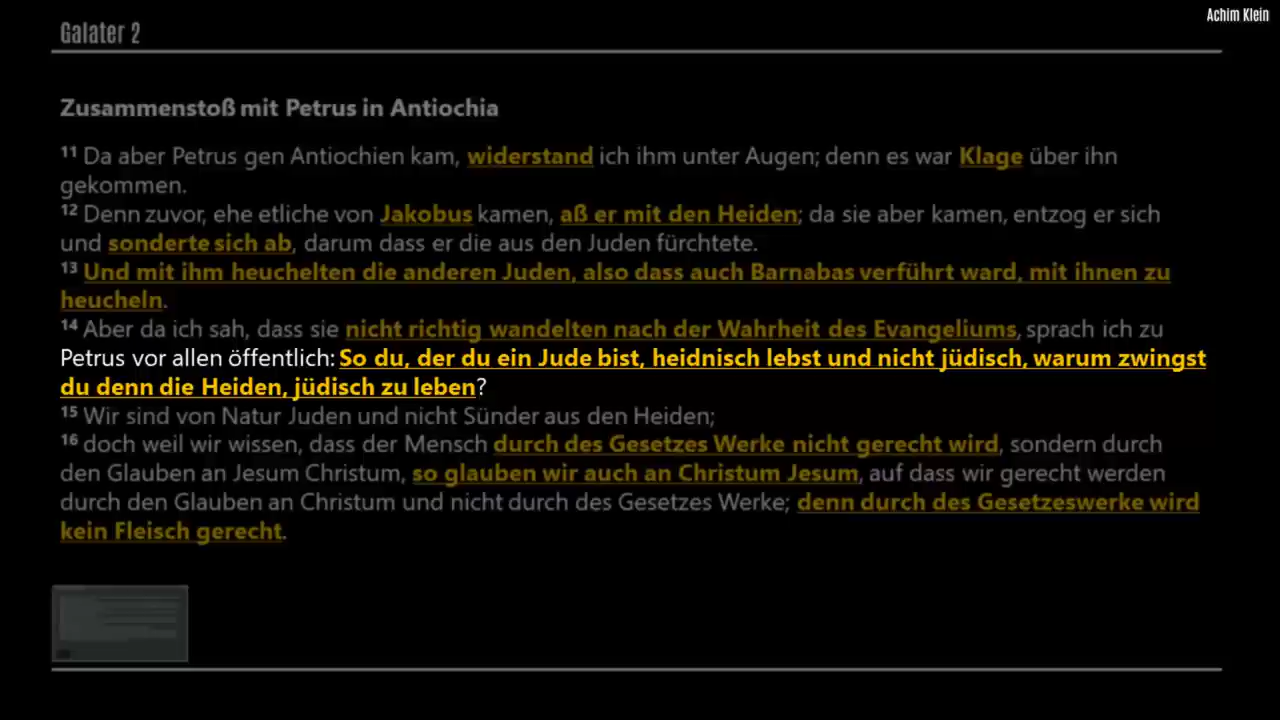 Achim Klein
Galater 2
Zusammenstoß mit Petrus in Antiochia
11 Da aber Petrus gen Antiochien kam, widerstand ich ihm unter Augen; denn es war Klage über ihn
gekommen.
12 Denn zuvor, ehe etliche von Jakobus kamen, aß er mit den Heiden; da sie aber kamen, entzog er sich
und sonderte sich ab, darum dass er die aus den Juden fürchtete.
13 Und mit ihm heuchelten die anderen Juden, also dass auch Barnabas verführt ward, mit ihnen zu
heucheln.
14 Aber da ich sah, dass sie nicht richtig wandelten nach der Wahrheit des Evangeliums, sprach ich zu
Petrus vor allen öffentlich: So du, der du ein Jude bist, heidnisch lebst und nicht jüdisch, warum zwingst
du denn die Heiden, jüdisch zu leben?
15 Wir sind von Natur Juden und nicht Sünder aus den Heiden;
16 doch weil wir wissen, dass der Mensch durch des Gesetzes Werke nicht gerecht wird, sondern durch
den Glauben an Jesum Christum, so glauben wir auch an Christum Jesum, auf dass wir gerecht werden
durch den Glauben an Christum und nicht durch des Gesetzes Werke; denn durch des Gesetzeswerke wird
kein Fleisch gerecht.